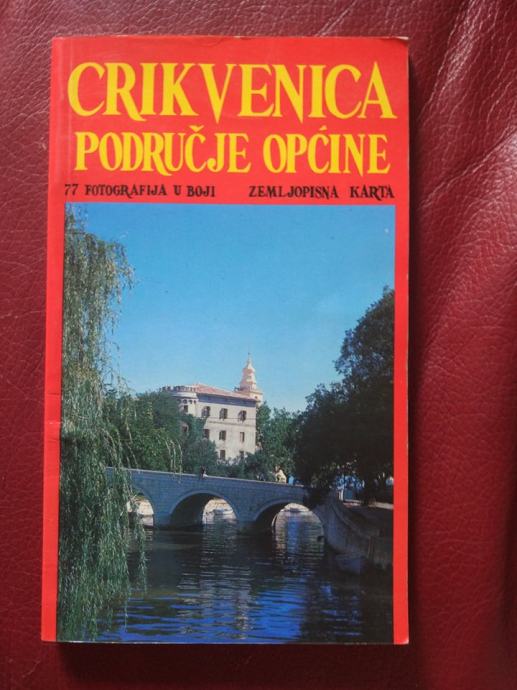 CRIKVENICA
PODRUČJE OPĆINE
77 FOTOGRAFIJA U BOJI ZEMLJOPISNA KARTA